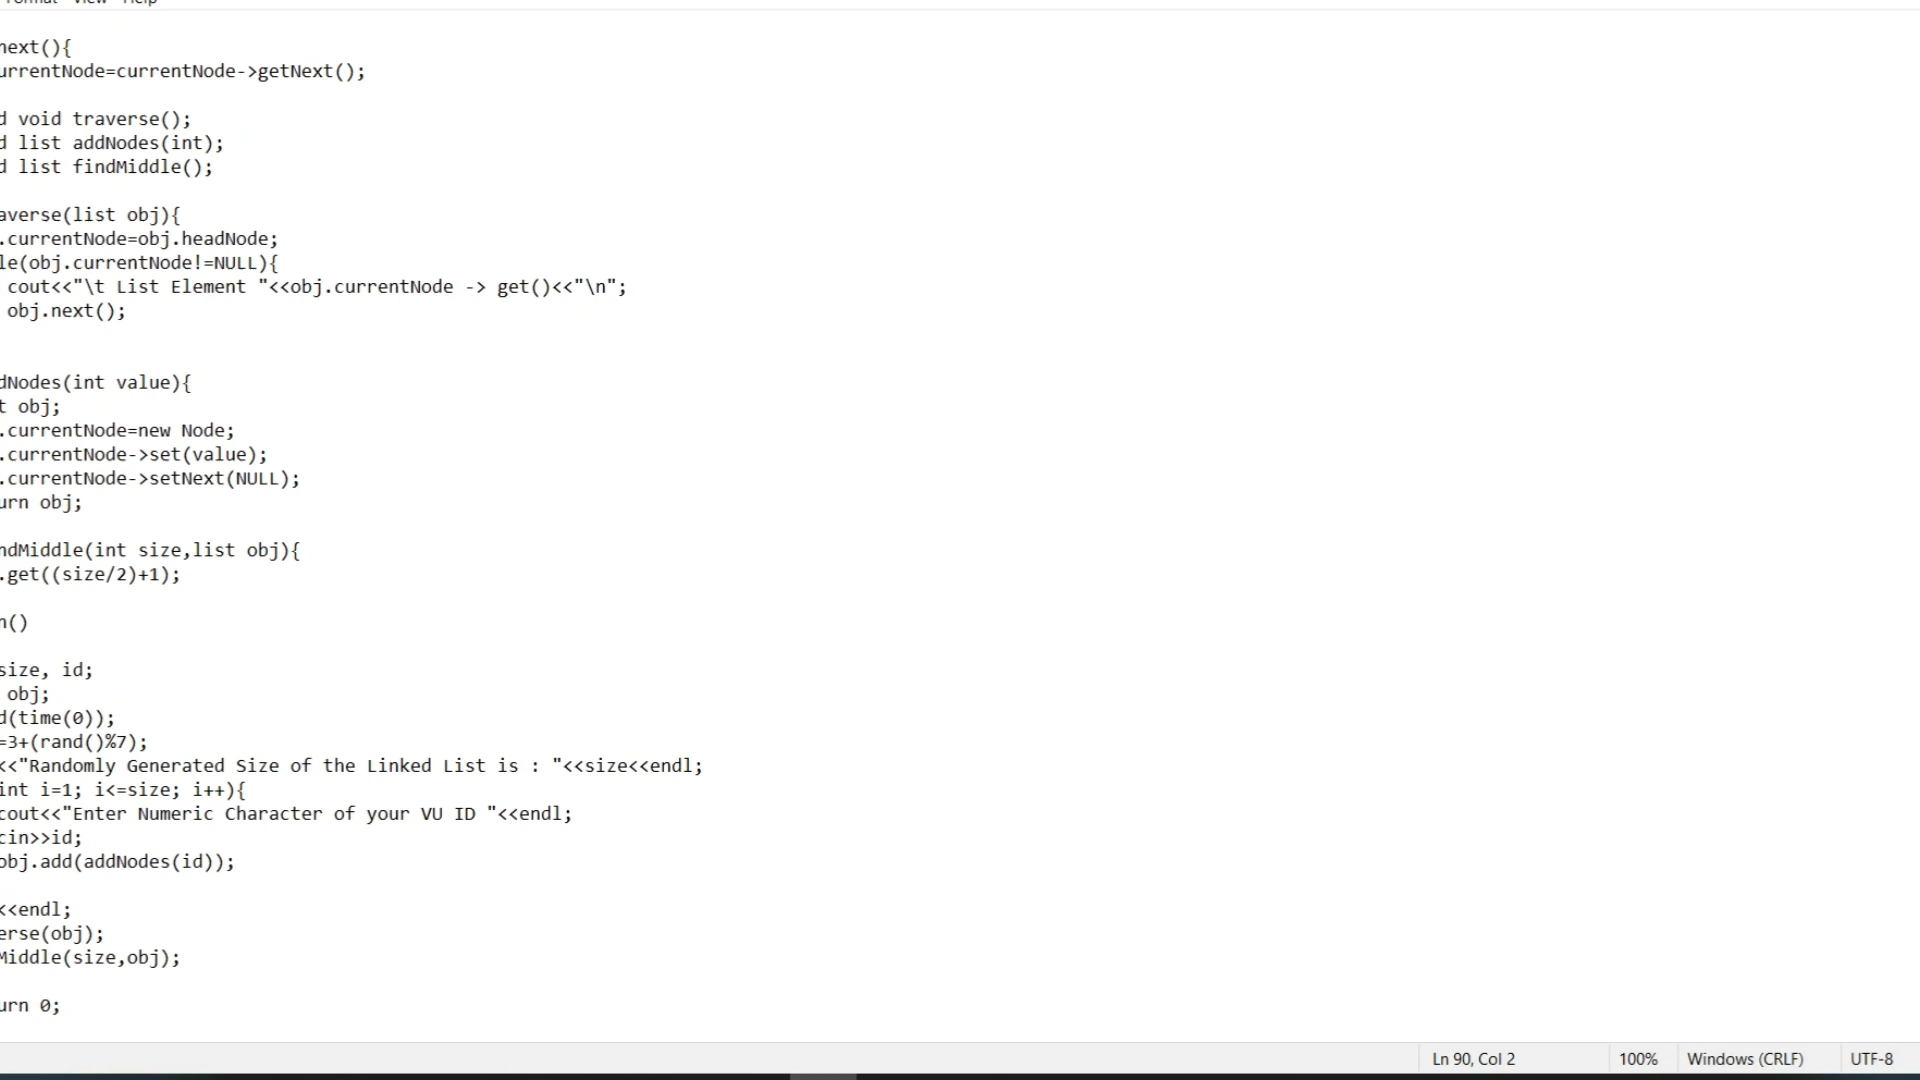 Format View Help
next(){
urrentNode=currentNode->getNext();
d void traverse();
d list addNodes(int);
d list findMiddle();
averse(list obj){
.currentNode=obj.headNode;
le(obj.currentNode!=NULL){
cout<<"\t List Element "<<obj.currentNode -> get()<<"\n";
obj.next();
dNodes(int value){
t obj;
.currentNode=new Node;
.currentNode->set(value);
.currentNode->setNext(NULL);
urn obj;
ndMiddle(int size,list obj){
.get((size/2)+1);
n()
size, id;
obj;
d(time(0));
=3+(rand()%7);
<<"Randomly Generated Size of the Linked List is : "<<size<<endl;
int i=1; i<=size; i++){
cout<<"Enter Numeric Character of your VU ID "<<endl;
cin>>id;
obj.add(addNodes(id));
<<endl;
erse(obj);
Middle(size,obj);
urn 0;
Ln 90, Col 2 100% Windows (CRLF) UTF-8